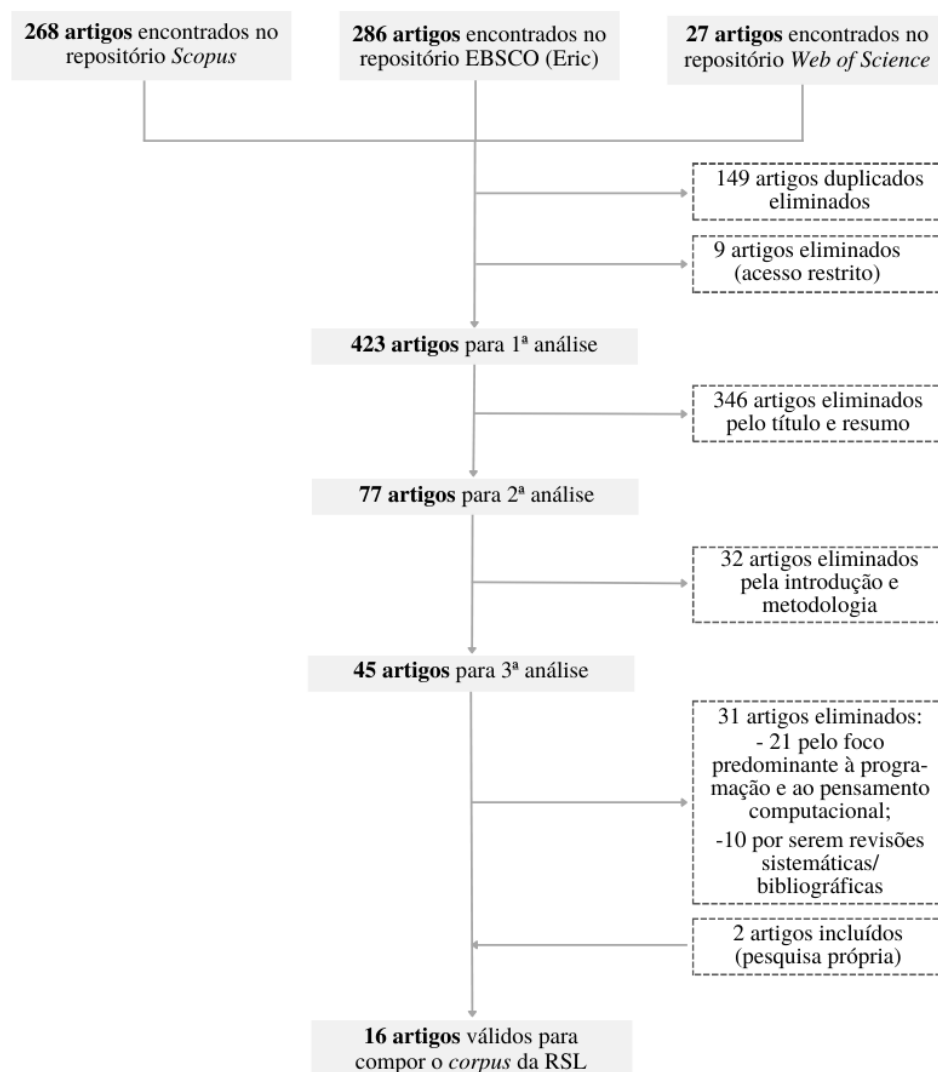 268 artigos encontrados no
repositório Scopus
286 artigos encontrados no
repositório EBSCO (Eric)
27 artigos encontrados no
repositório Web of Science
149 artigos duplicados
eliminados
9 artigos eliminados
(acesso restrito)
423 artigos para 1ª análise
346 artigos eliminados
pelo título e resumo
77 artigos para 2ª análise
32 artigos eliminados
pela introdução e
metodologia
45 artigos para 3ª análise
31 artigos eliminados:
- 21 pelo foco
predominante à progra-
mação e ao pensamento
computacional;
-10 por serem revisões
sistemáticas/
bibliográficas
2 artigos incluídos
(pesquisa própria)
16 artigos válidos para
compor o corpus da RSL